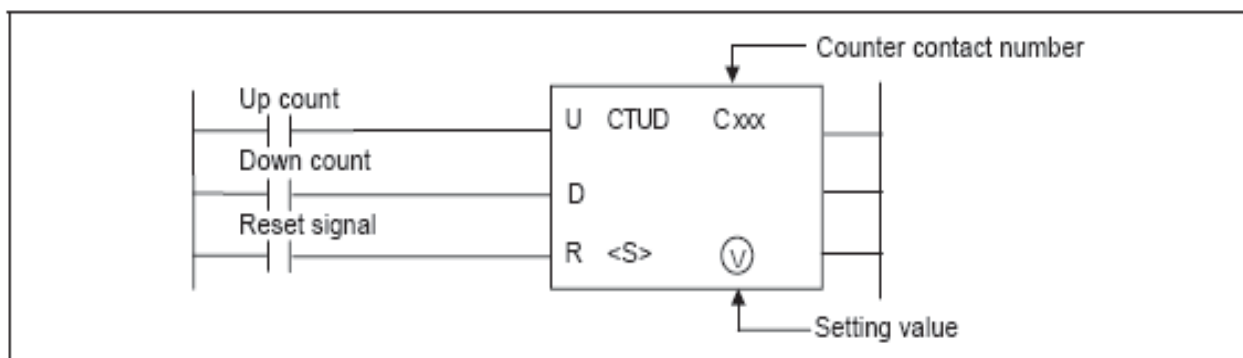 Counter contact number
Up count
U CTUD Cxxx
Down count
D
Reset signal
R <S> V
Setting value